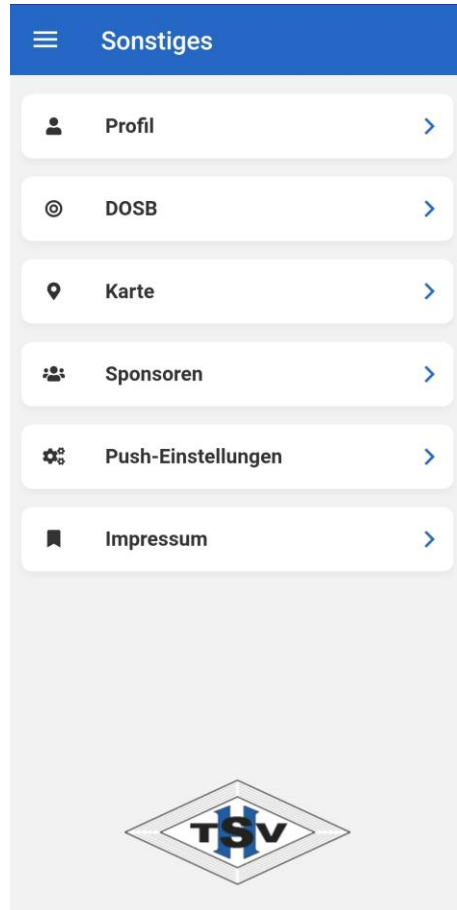 Sonstiges
Profil
DOSB
Karte
Sponsoren
Push-Einstellungen
Impressum
TSV
H